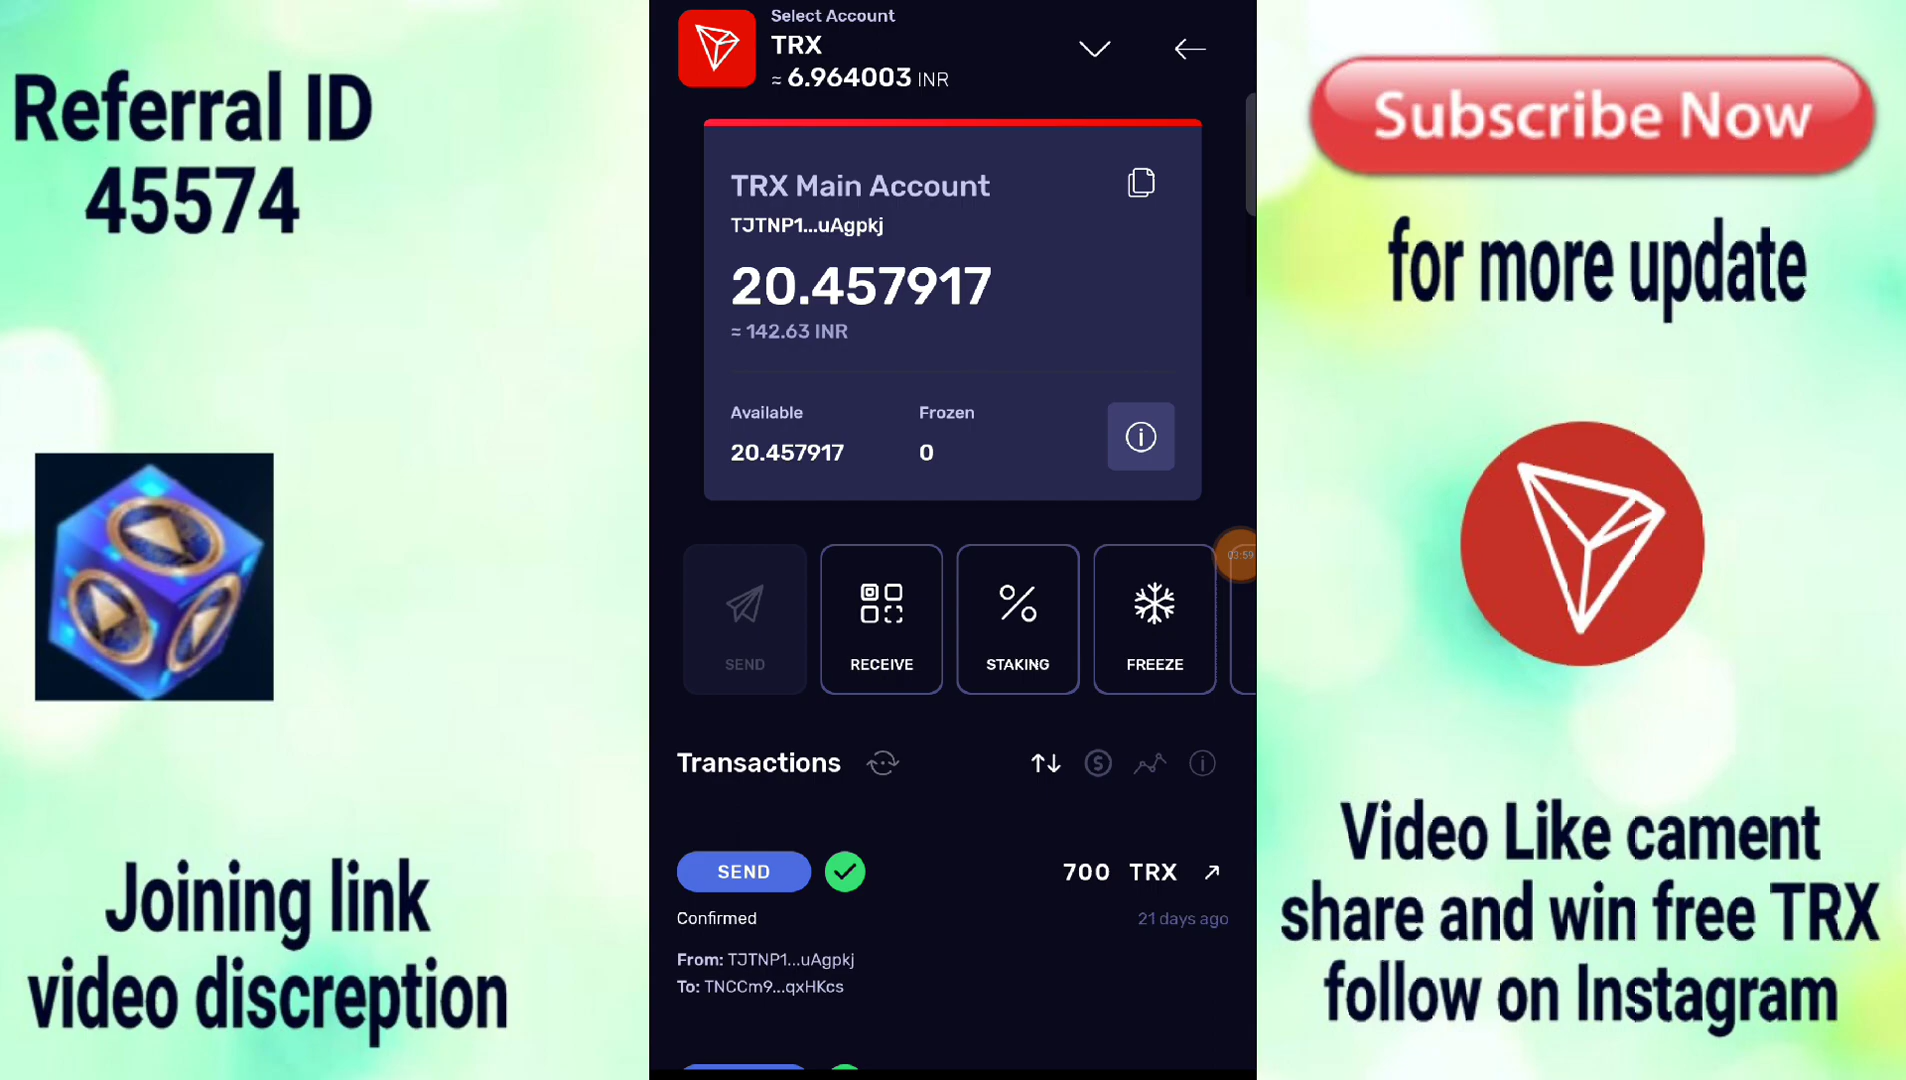 Referral ID
45574
Joining link
video discreption
Select Account
TRX
≈ 6.964003 INR
TRX Main Account
TJTNP1...uAgpkj
20.457917
≈ 142.63 INR
Available
Frozen
20.457917
0
03:59
SEND
RECEIVE
STAKING
FREEZE
Transactions
SEND
700 TRX
Confirmed
21 days ago
From: TJTNP1...uAgpkj
To: TNCCm9...qxHKcs
Subscribe Now
for more update
Video Like cament
share and win free TRX
follow on Instagram